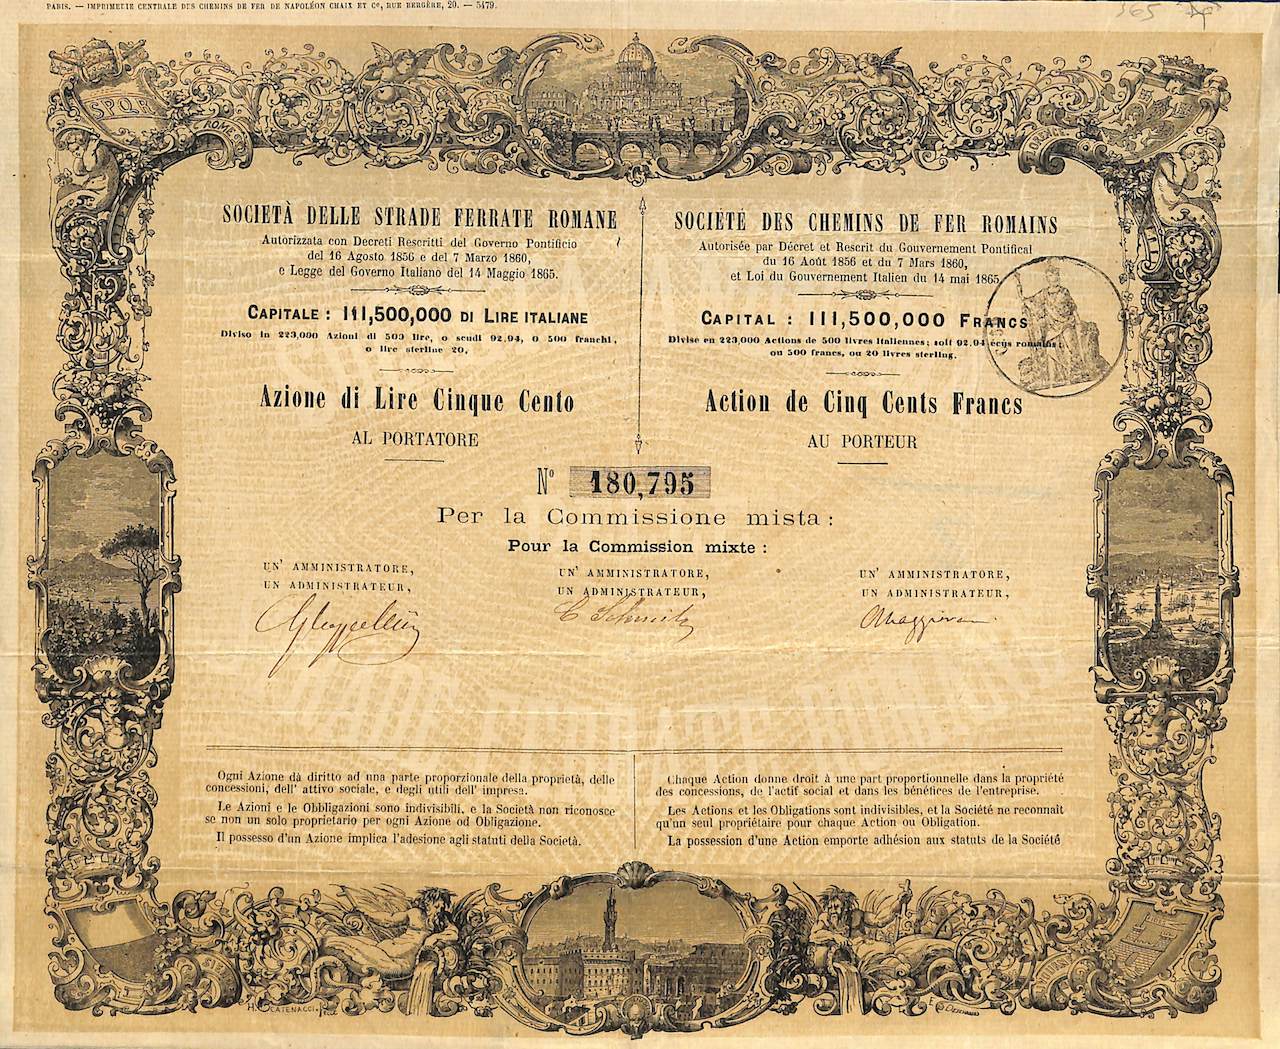 PARIS. — IMPRIMERIE CENTRALE DES CHEMINS DE FER DE NAPOLÉON CHAIX ET Cⁱᵉ, RUE BERGÈRE, 20. — 5479.
365
SPQR
SOCIETÀ DELLE STRADE FERRATE ROMANE
Autorizzata con Decreti Rescritti del Governo Pontificio
del 16 Agosto 1856 e del 7 Marzo 1860,
e Legge del Governo Italiano del 14 Maggio 1865.
CAPITALE : 111,500,000 DI LIRE ITALIANE
Diviso in 223,000 Azioni di 500 lire, o scudi 92,94, o 500 franchi,
o lire sterline 20,
Azione di Lire Cinque Cento
AL PORTATORE
SOCIÉTÉ DES CHEMINS DE FER ROMAINS
Autorisée par Décret et Rescrit du Gouvernement Pontifical
du 16 Août 1856 et du 7 Mars 1860,
et Loi du Gouvernement Italien du 14 mai 1865,
CAPITAL : 111,500,000 FRANCS
Divisé en 223,000 Actions de 500 livres italiennes; soit 92,94 écus romains;
ou 500 francs, ou 20 livres sterling.
Action de Cinq Cents Francs
AU PORTEUR
Nº 180,795
Per la Commissione mista :
Pour la Commission mixte :
UN' AMMINISTRATORE,
UN ADMINISTRATEUR,
UN' AMMINISTRATORE,
UN ADMINISTRATEUR,
C Schmitz
UN' AMMINISTRATORE,
UN ADMINISTRATEUR,
STRADE FERRATE ROMANE
Ogni Azione dà diritto ad una parte proporzionale della proprietà, delle
concessioni, dell' attivo sociale, e degli utili dell' impresa.
Le Azioni e le Obbligazioni sono indivisibili, e la Società non riconosce
se non un solo proprietario per ogni Azione od Obligazione.
Il possesso d'un Azione implica l'adesione agli statuti della Società.
Chaque Action donne droit à une part proportionnelle dans la propriété
des concessions, de l'actif social et dans les bénéfices de l'entreprise.
Les Actions et les Obligations sont indivisibles, et la Société ne reconnaît
qu'un seul propriétaire pour chaque Action ou Obligation.
La possession d'une Action emporte adhésion aux statuts de la Société
H. CATENACCI